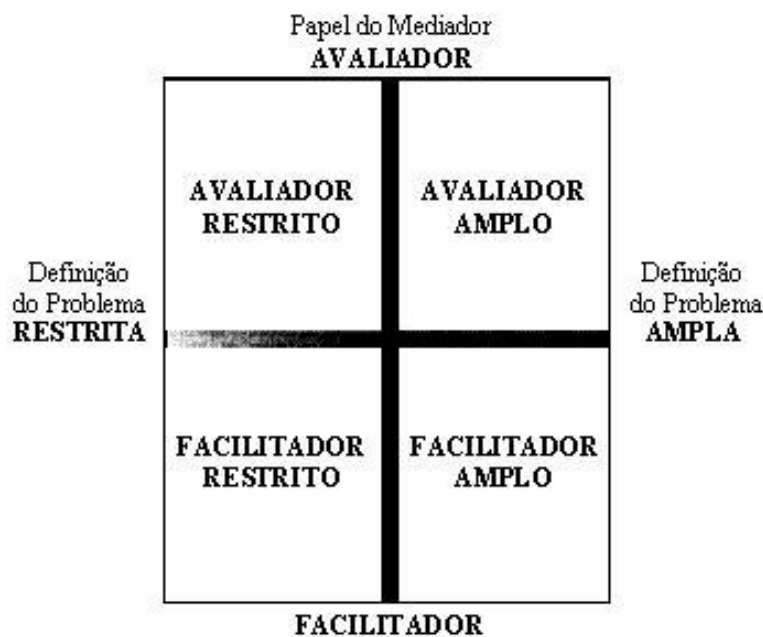 Papel do Mediador
AVALIADOR
AVALIADOR
RESTRITO
AVALIADOR
AMPLO
Definição
do Problema
RESTRITA
Definição
do Problema
AMPLA
FACILITADOR
RESTRITO
FACILITADOR
AMPLO
FACILITADOR